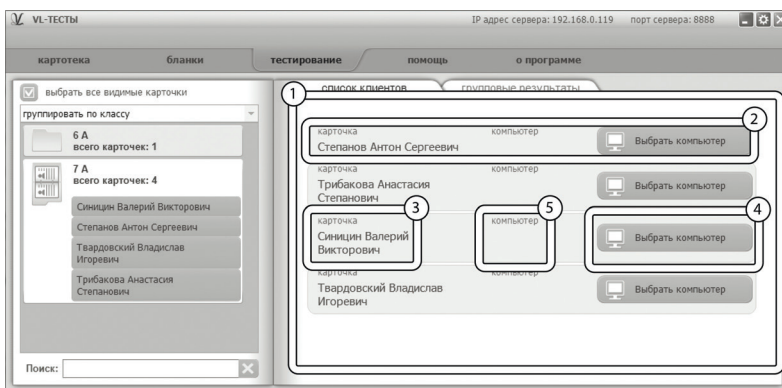 VL-ТЕСТЫ
IP адрес сервера: 192.168.0.119 порт сервера: 8888
картотека бланки тестирование помощь о программе
выбрать все видимые карточки
группировать по классу
6 А
всего карточек: 1
7 А
всего карточек: 4
Синицин Валерий Викторович
Степанов Антон Сергеевич
Твардовский Владислав
Игоревич
Трибакова Анастасия
Степанович
Поиск:
список клиентов групповые результаты
1
2
карточка компьютер
Степанов Антон Сергеевич
Выбрать компьютер
карточка компьютер
Трибакова Анастасия
Степанович
Выбрать компьютер
3
5
4
карточка компьютер
Синицин Валерий
Викторович
Выбрать компьютер
карточка компьютер
Твардовский Владислав
Игоревич
Выбрать компьютер